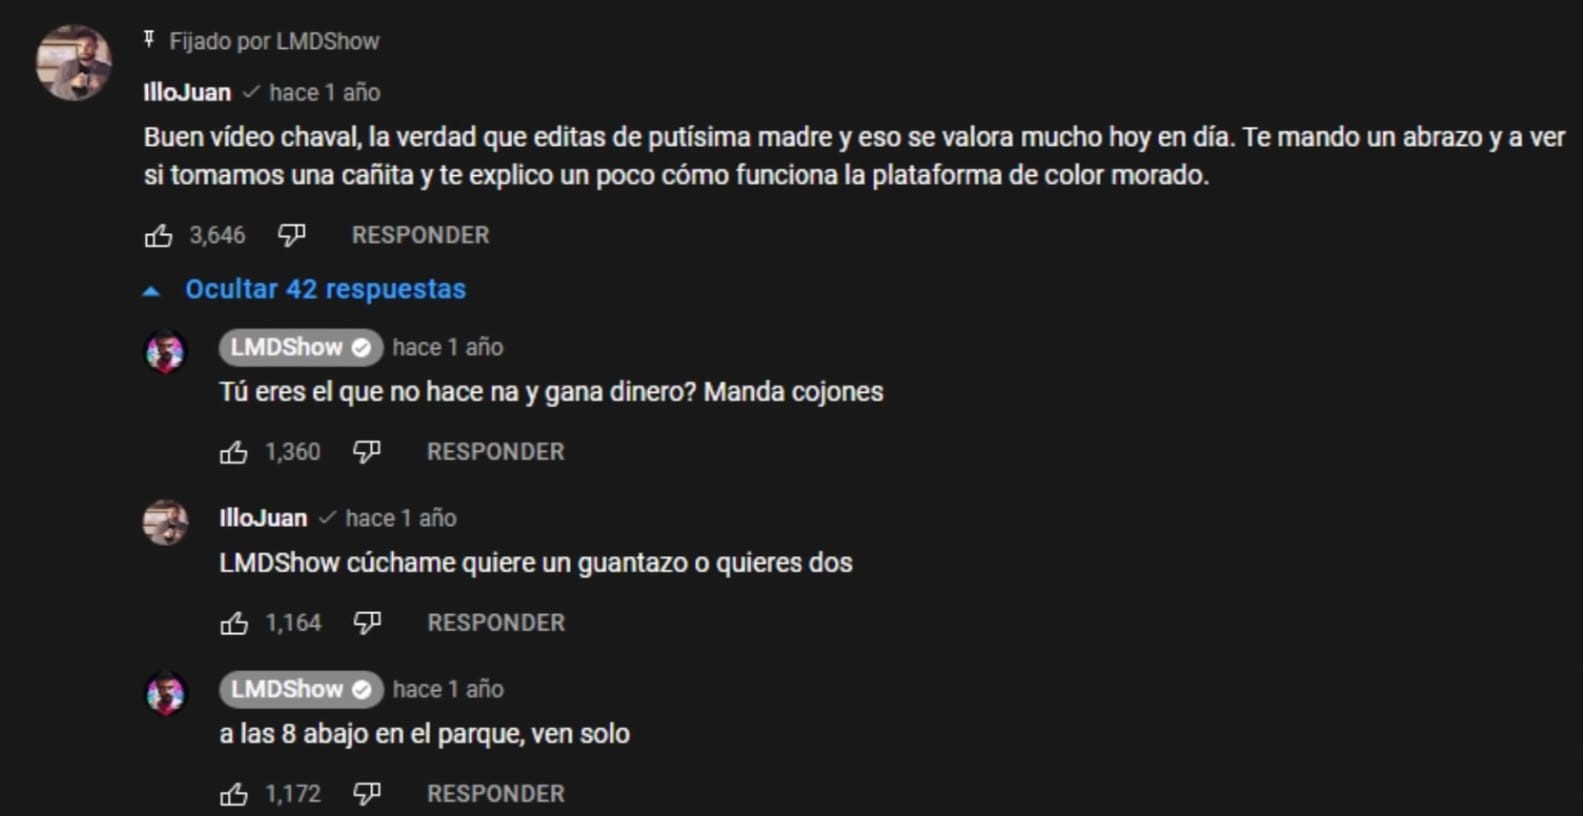 Fijado por LMDShow
IlloJuan hace 1 año
Buen vídeo chaval, la verdad que editas de putísima madre y eso se valora mucho hoy en día. Te mando un abrazo y a ver
si tomamos una cañita y te explico un poco cómo funciona la plataforma de color morado.
3,646 RESPONDER
Ocultar 42 respuestas
LMDShow hace 1 año
Tú eres el que no hace na y gana dinero? Manda cojones
1,360 RESPONDER
IlloJuan hace 1 año
LMDShow cúchame quiere un guantazo o quieres dos
1,164 RESPONDER
LMDShow hace 1 año
a las 8 abajo en el parque, ven solo
1,172 RESPONDER